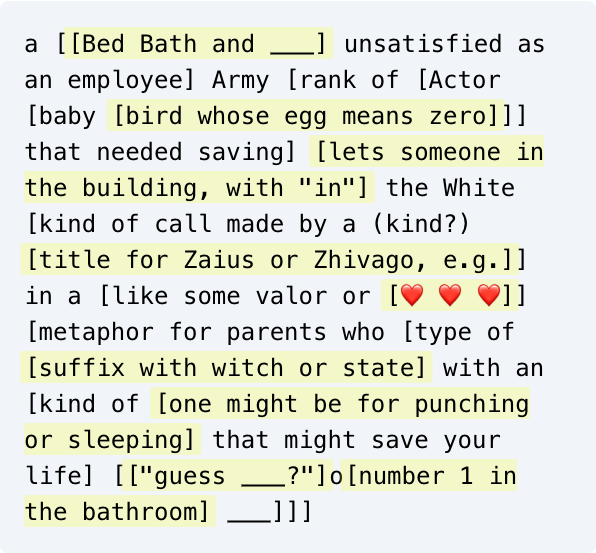 a [[Bed Bath and ___] unsatisfied as
an employee] Army [rank of [Actor
[baby [bird whose egg means zero]]]
that needed saving] [lets someone in
the building, with "in"] the White
[kind of call made by a (kind?)
[title for Zaius or Zhivago, e.g.]]
in a [like some valor or [❤️ ❤️ ❤️]]
[metaphor for parents who [type of
[suffix with witch or state] with an
[kind of [one might be for punching
or sleeping] that might save your
life] [["guess ___?"]o[number 1 in
the bathroom] ___]]]